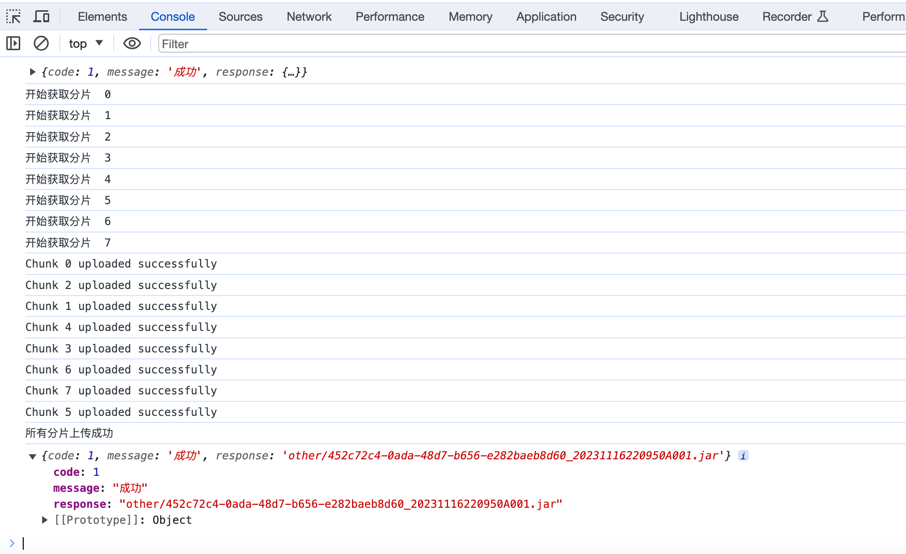 Elements Console Sources Network Performance Memory Application Security Lighthouse Recorder Perform
top Filter
{code: 1, message: '成功', response: {…}}
开始获取分片 0
开始获取分片 1
开始获取分片 2
开始获取分片 3
开始获取分片 4
开始获取分片 5
开始获取分片 6
开始获取分片 7
Chunk 0 uploaded successfully
Chunk 2 uploaded successfully
Chunk 1 uploaded successfully
Chunk 4 uploaded successfully
Chunk 3 uploaded successfully
Chunk 6 uploaded successfully
Chunk 7 uploaded successfully
Chunk 5 uploaded successfully
所有分片上传成功
{code: 1, message: '成功', response: 'other/452c72c4-0ada-48d7-b656-e282baeb8d60_20231116220950A001.jar'} i
code: 1
message: "成功"
response: "other/452c72c4-0ada-48d7-b656-e282baeb8d60_20231116220950A001.jar"
[[Prototype]]: Object